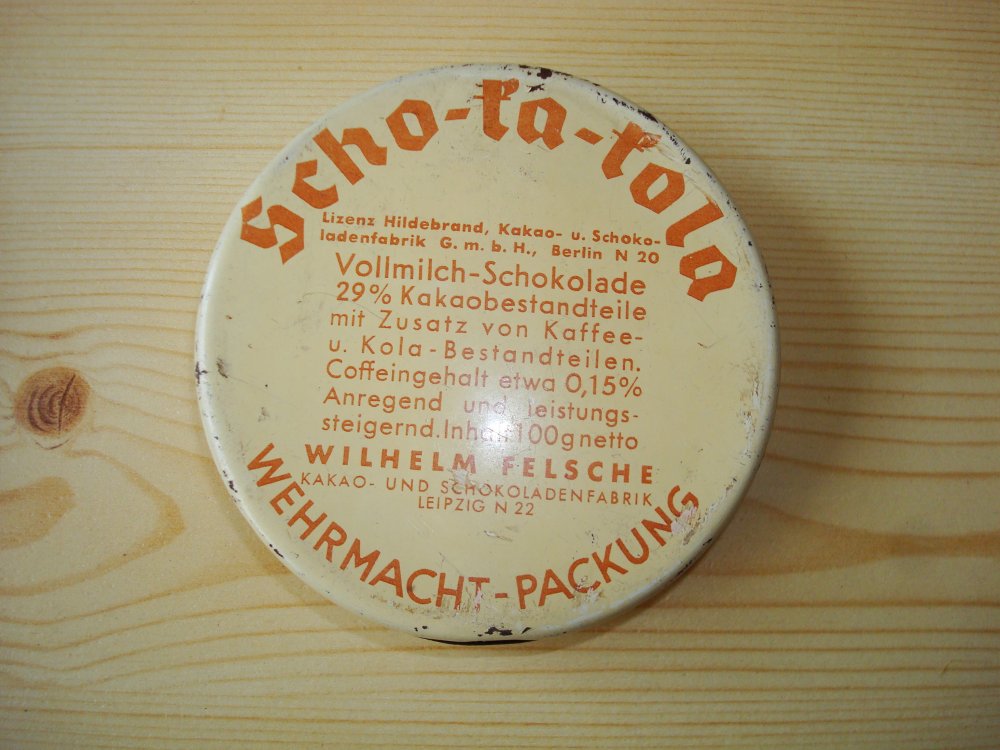 Scho-ka-kola
Lizenz Hildebrand, Kakao- u. Schoko-
ladenfabrik G. m. b. H., Berlin N 20
Vollmilch-Schokolade
29% Kakaobestandteile
mit Zusatz von Kaffee-
u. Kola-Bestandteilen.
Coffeingehalt etwa 0,15%
Anregend und leistungs-
steigernd. Inhalt 100g netto
WILHELM FELSCHE
KAKAO- UND SCHOKOLADENFABRIK
LEIPZIG N 22
WEHRMACHT-PACKUNG